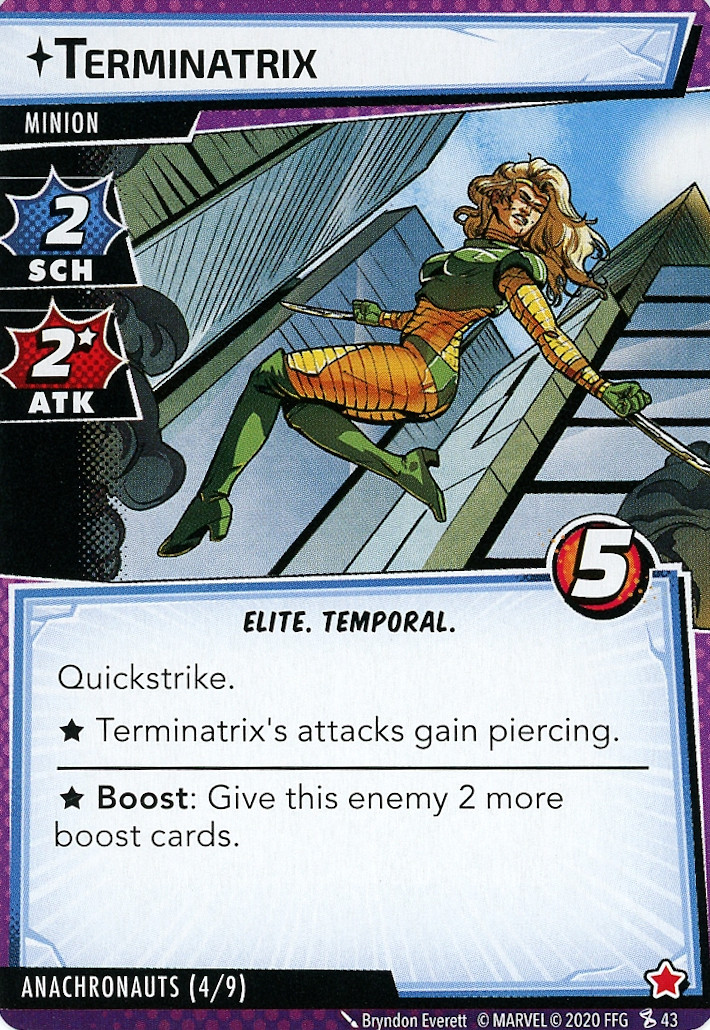 TERMINATRIX
MINION
2
SCH
2★
ATK
5
ELITE. TEMPORAL.
Quickstrike.
★ Terminatrix's attacks gain piercing.
★ Boost: Give this enemy 2 more
boost cards.
ANACHRONAUTS (4/9)
Bryndon Everett © MARVEL © 2020 FFG 43